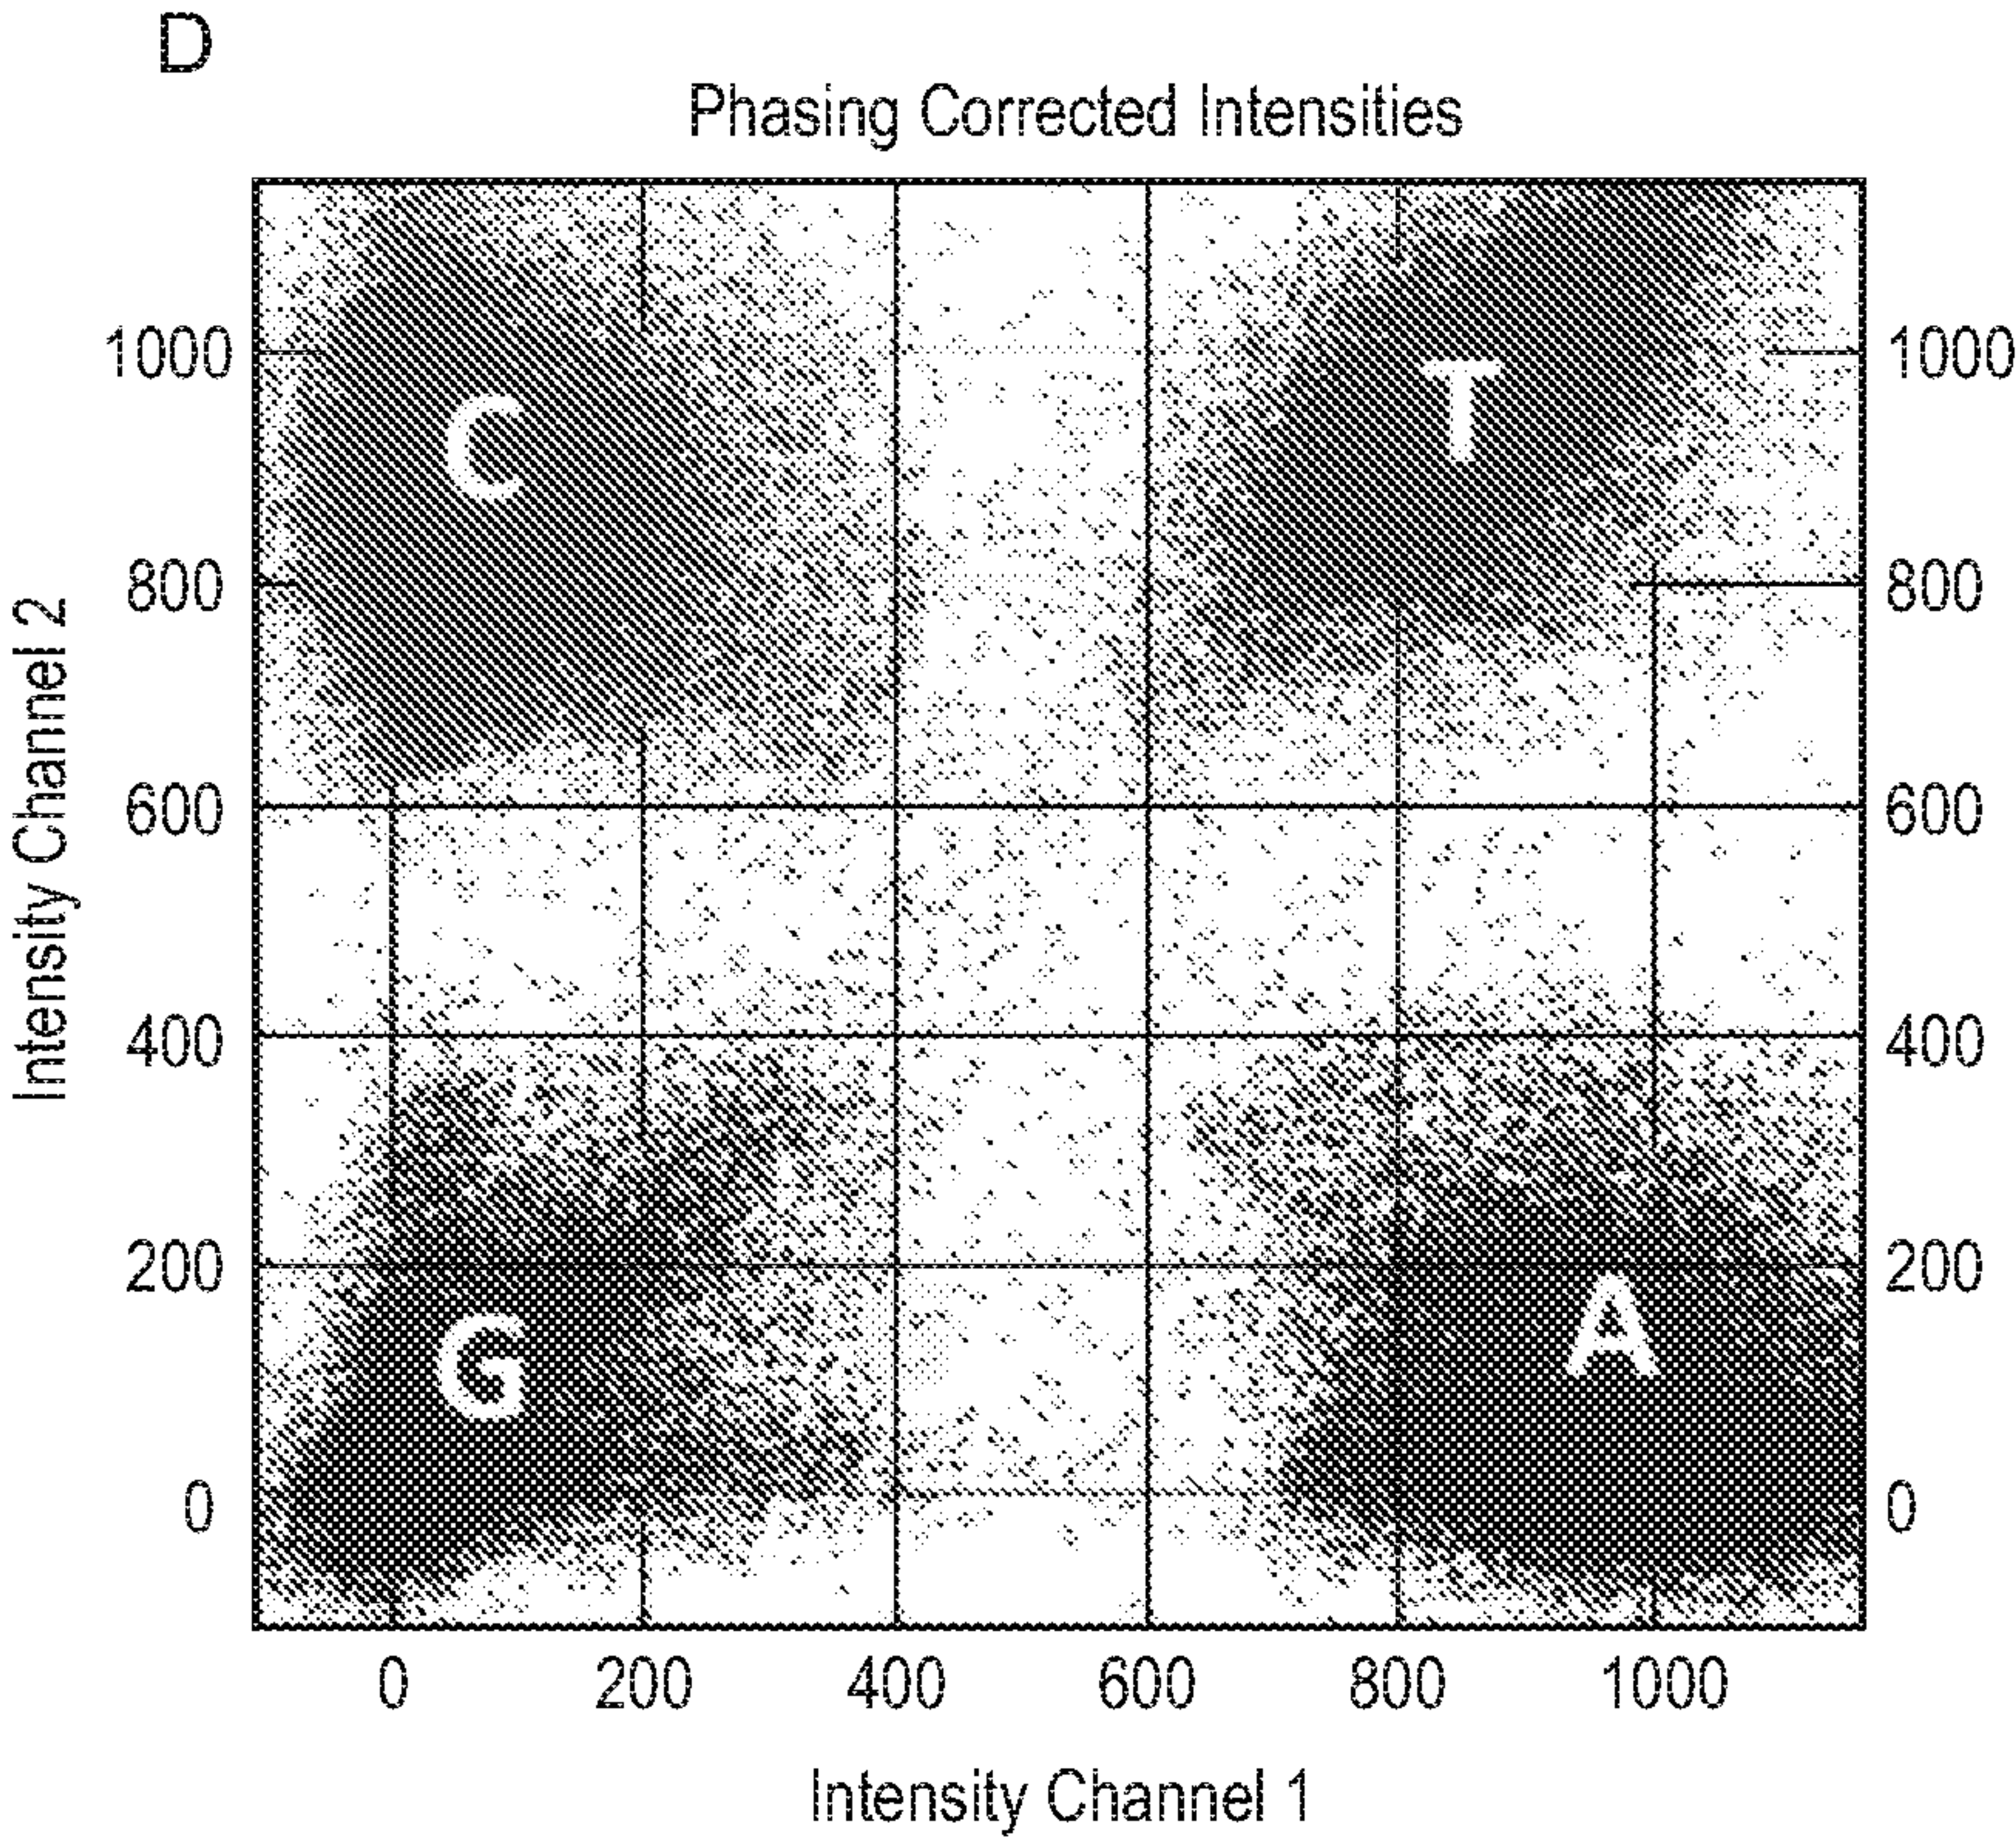 D
Phasing Corrected Intensities
Intensity Channel 2
1000
800
600
400
200
0
C
T
G
A
1000
800
600
400
200
0
0 200 400 600 800 1000
Intensity Channel 1